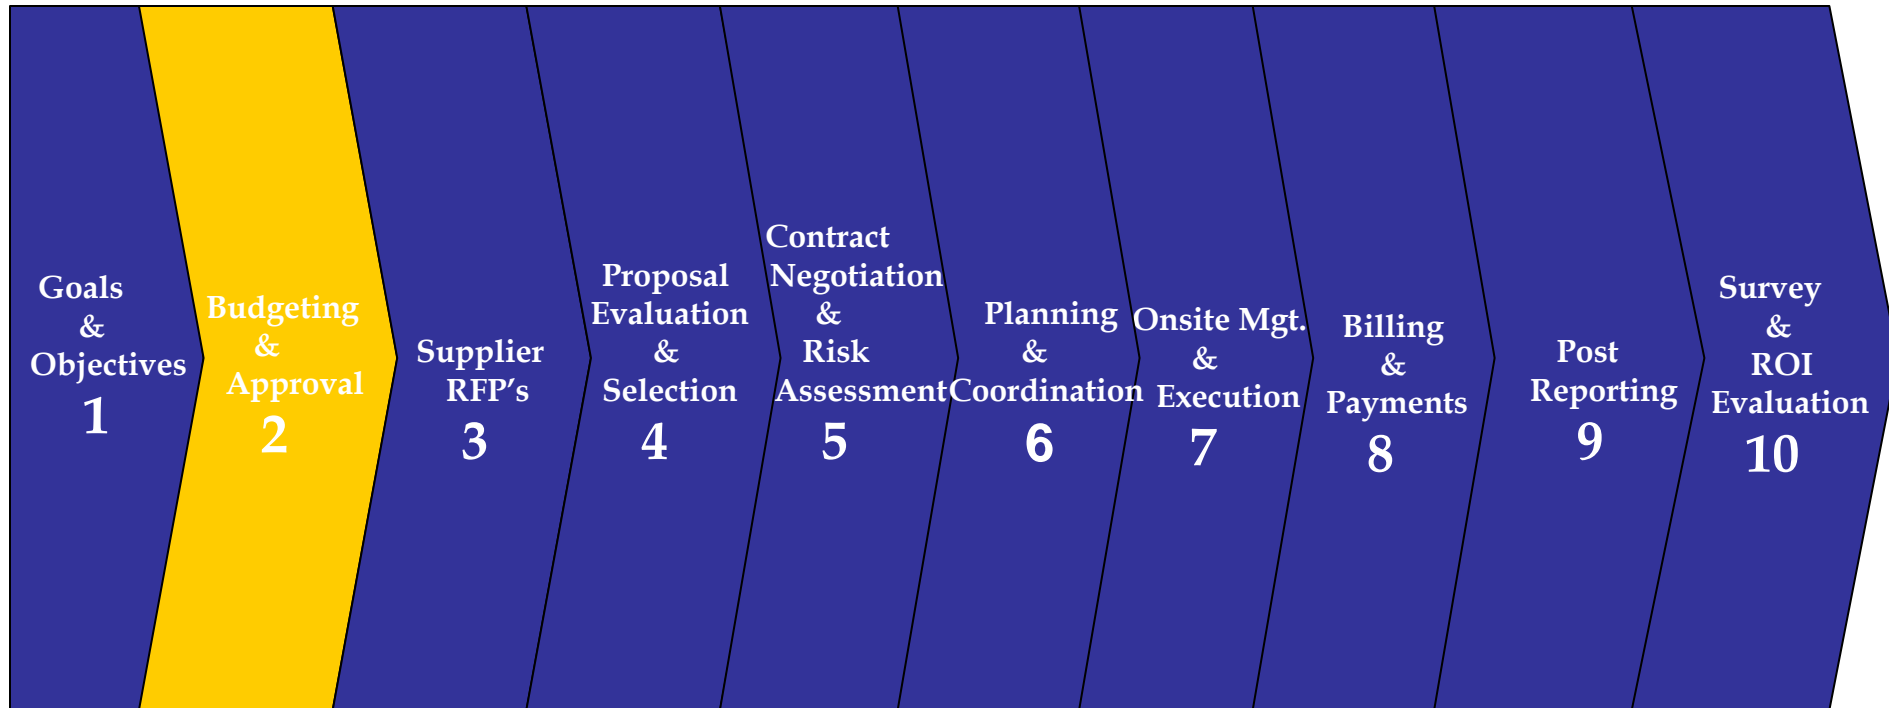 Goals
&
Objectives
1
Budgeting
&
Approval
2
Supplier
RFP’s
3
Proposal
Evaluation
&
Selection
4
Contract
Negotiation
&
Risk
Assessment
5
Planning
&
Coordination
6
Onsite Mgt.
&
Execution
7
Billing
&
Payments
8
Post
Reporting
9
Survey
&
ROI
Evaluation
10